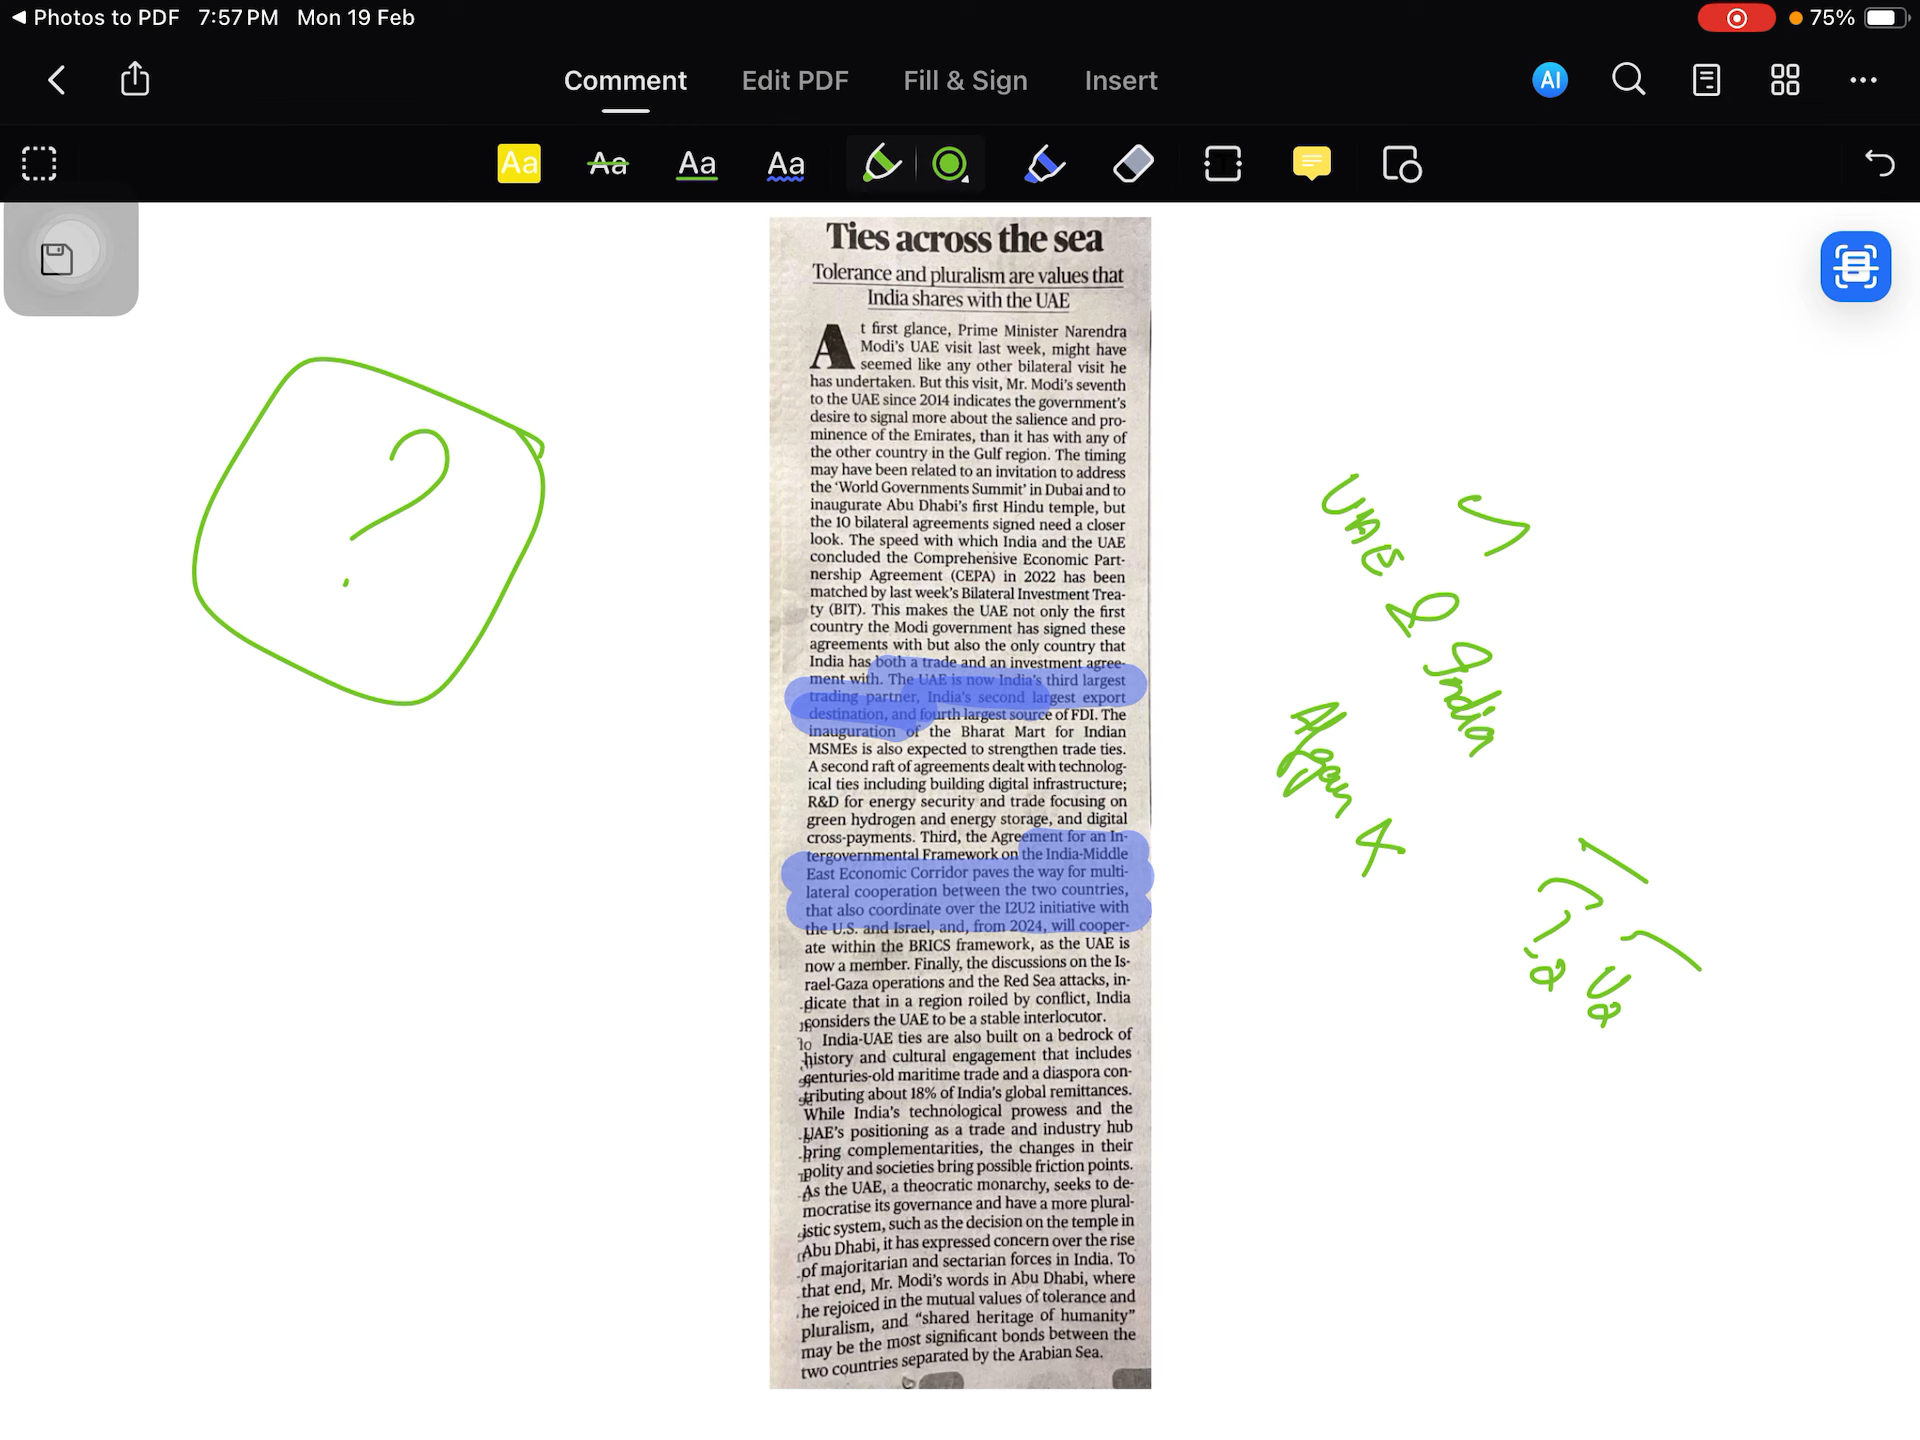 Photos to PDF 7:57 PM Mon 19 Feb
75%
Comment Edit PDF Fill & Sign Insert
AI
Aa Aa Aa Aa
T
Ties across the sea
Tolerance and pluralism are values that
India shares with the UAE
At first glance, Prime Minister Narendra
Modi's UAE visit last week, might have
seemed like any other bilateral visit he
has undertaken. But this visit, Mr. Modi's seventh
to the UAE since 2014 indicates the government's
desire to signal more about the salience and pro-
minence of the Emirates, than it has with any of
the other country in the Gulf region. The timing
may have been related to an invitation to address
the 'World Governments Summit' in Dubai and to
inaugurate Abu Dhabi's first Hindu temple, but
the 10 bilateral agreements signed need a closer
look. The speed with which India and the UAE
concluded the Comprehensive Economic Part-
nership Agreement (CEPA) in 2022 has been
matched by last week's Bilateral Investment Trea-
ty (BIT). This makes the UAE not only the first
country the Modi government has signed these
agreements with but also the only country that
India has both a trade and an investment agree-
ment with. The UAE is now India's third largest
trading partner, India's second largest export
destination, and fourth largest source of FDI. The
inauguration of the Bharat Mart for Indian
MSMEs is also expected to strengthen trade ties.
A second raft of agreements dealt with technolog-
ical ties including building digital infrastructure;
R&D for energy security and trade focusing on
green hydrogen and energy storage, and digital
cross-payments. Third, the Agreement for an In-
tergovernmental Framework on the India-Middle
East Economic Corridor paves the way for multi-
lateral cooperation between the two countries,
that also coordinate over the I2U2 initiative with
the U.S. and Israel, and, from 2024, will cooper-
ate within the BRICS framework, as the UAE is
now a member. Finally, the discussions on the Is-
rael-Gaza operations and the Red Sea attacks, in-
dicate that in a region roiled by conflict, India
considers the UAE to be a stable interlocutor.
India-UAE ties are also built on a bedrock of
history and cultural engagement that includes
centuries-old maritime trade and a diaspora con-
tributing about 18% of India's global remittances.
While India's technological prowess and the
UAE's positioning as a trade and industry hub
bring complementarities, the changes in their
polity and societies bring possible friction points.
As the UAE, a theocratic monarchy, seeks to de-
mocratise its governance and have a more plural-
istic system, such as the decision on the temple in
Abu Dhabi, it has expressed concern over the rise
of majoritarian and sectarian forces in India. To
that end, Mr. Modi's words in Abu Dhabi, where
he rejoiced in the mutual values of tolerance and
pluralism, and "shared heritage of humanity"
may be the most significant bonds between the
two countries separated by the Arabian Sea.
?
UAE & India
I2 U2